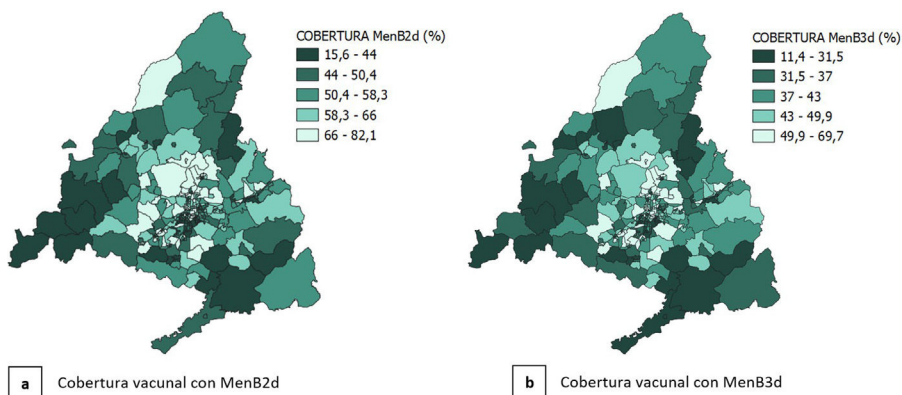 COBERTURA MenB2d (%)
15,6 - 44
44 - 50,4
50,4 - 58,3
58,3 - 66
66 - 82,1
COBERTURA MenB3d (%)
11,4 - 31,5
31,5 - 37
37 - 43
43 - 49,9
49,9 - 69,7
a Cobertura vacunal con MenB2d
b Cobertura vacunal con MenB3d